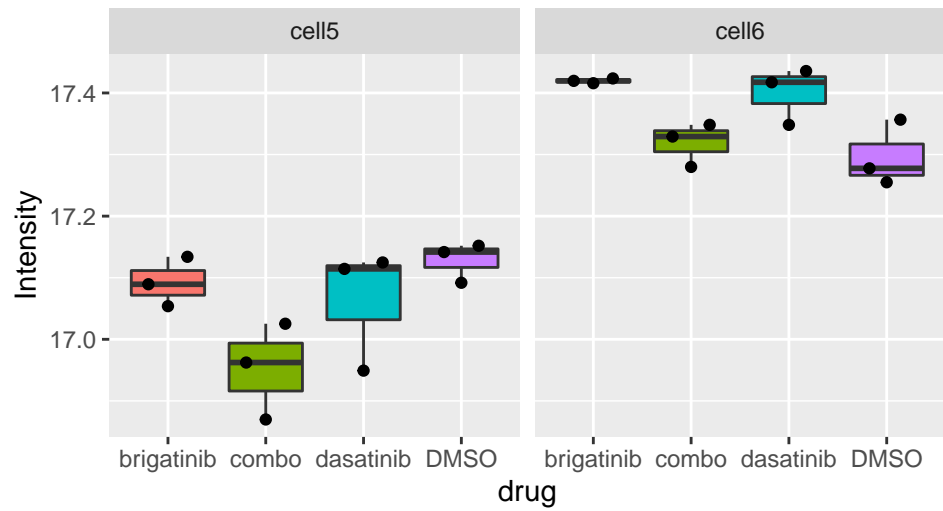 cell5 cell6
Intensity
17.4
17.2
17.0
brigatinib combo dasatinib DMSO brigatinib combo dasatinib DMSO
drug